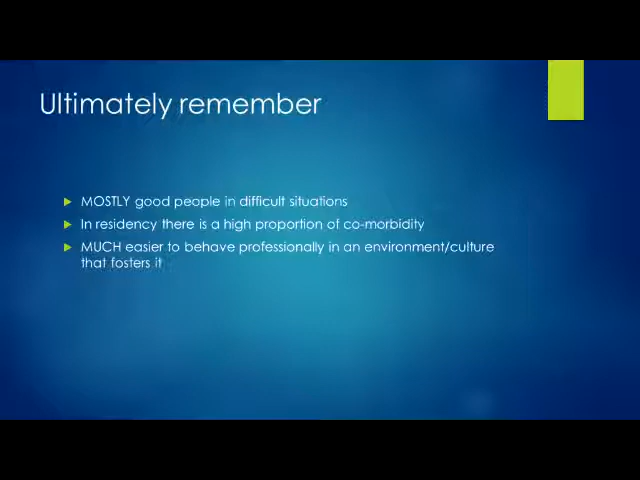 Ultimately remember
MOSTLY good people in difficult situations
In residency there is a high proportion of co-morbidity
MUCH easier to behave professionally in an environment/culture
that fosters it